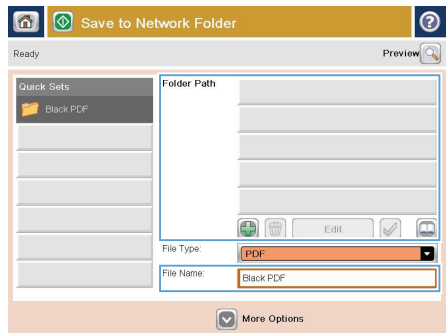 Save to Network Folder
Ready
Preview
Quick Sets
Black PDF
Folder Path
Edit
File Type:
PDF
File Name:
Black PDF
More Options